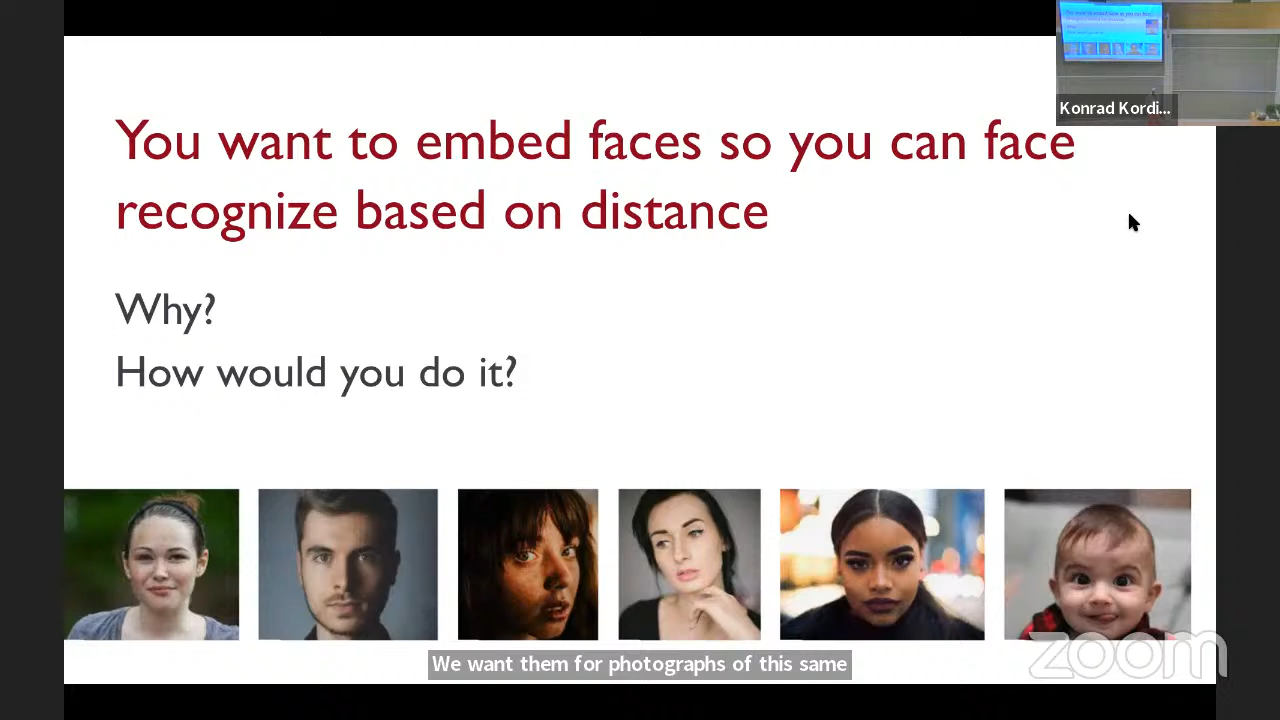 Konrad Kordi...
You want to embed faces so you can face
recognize based on distance
Why?
How would you do it?
zoom
We want them for photographs of this same